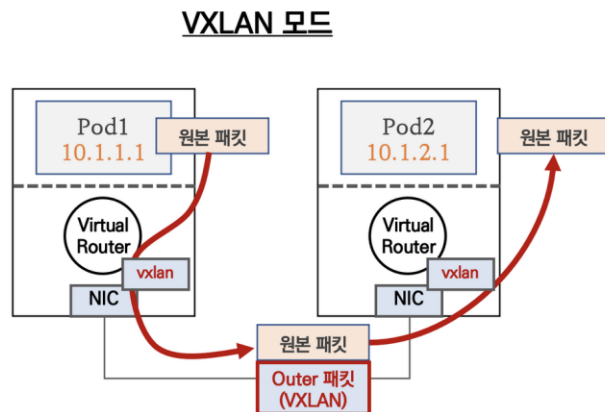 VXLAN 모드
Pod1
10.1.1.1
원본 패킷
Pod2
10.1.2.1
원본 패킷
Virtual
Router
vxlan
NIC
Virtual
Router
vxlan
NIC
원본 패킷
Outer 패킷
(VXLAN)